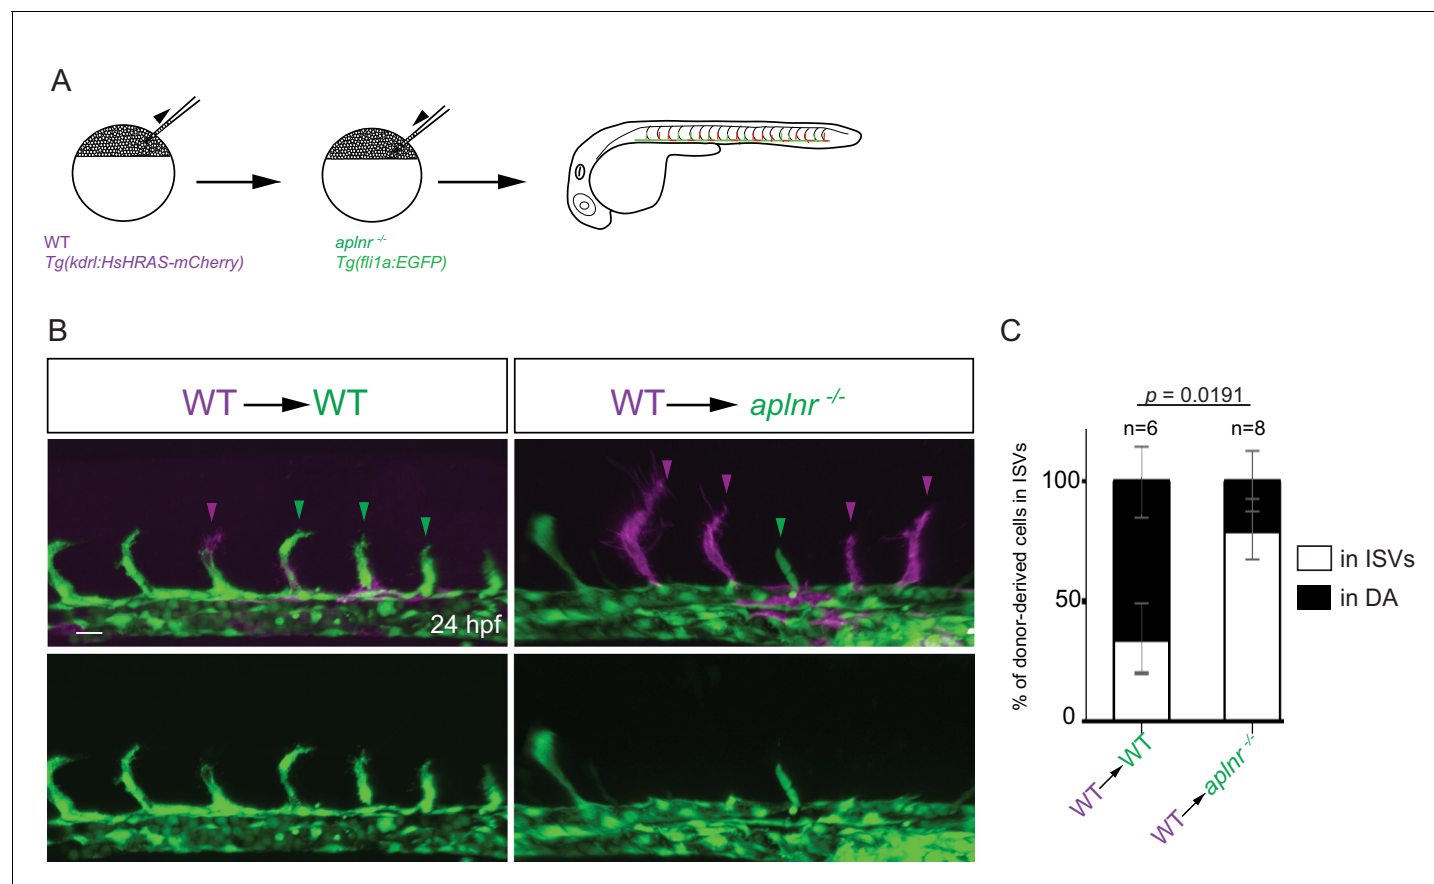 A
WT
Tg(kdrl:HsHRAS-mCherry)
aplnr -/-
Tg(fli1a:EGFP)
B
WT → WT
WT → aplnr -/-
24 hpf
C
p = 0.0191
n=6 n=8
100
50
0
% of donor-derived cells in ISVs
in ISVs
in DA
WT → WT
WT → aplnr -/-